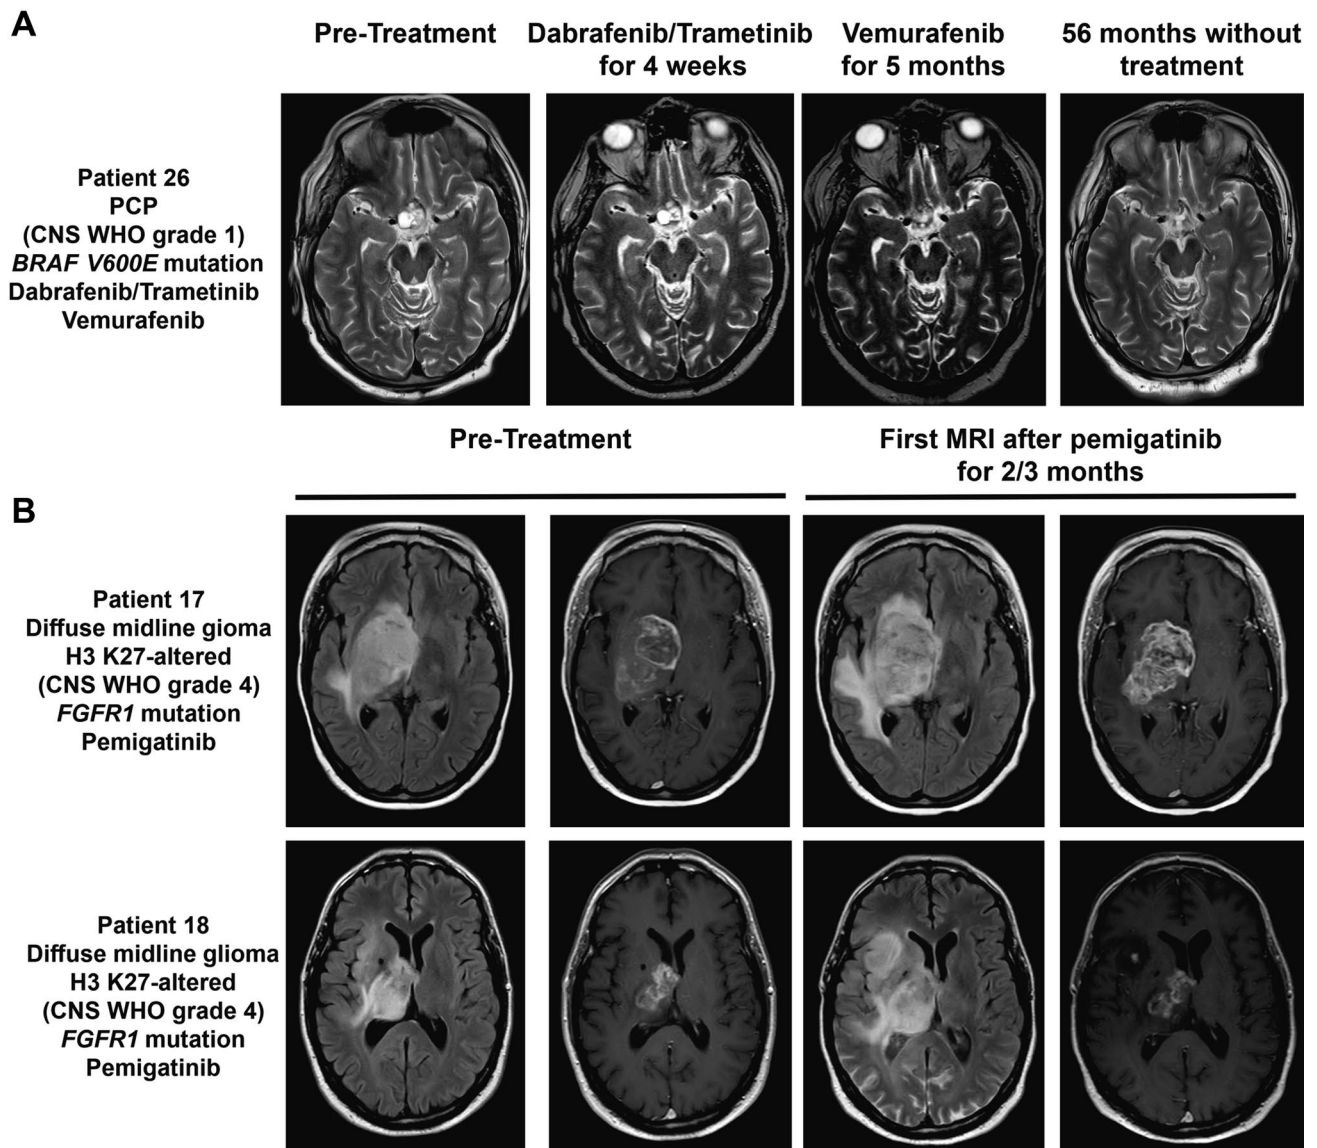 A
Pre-Treatment
Dabrafenib/Trametinib
for 4 weeks
Vemurafenib
for 5 months
56 months without
treatment
Patient 26
PCP
(CNS WHO grade 1)
BRAF V600E mutation
Dabrafenib/Trametinib
Vemurafenib
Pre-Treatment
First MRI after pemigatinib
for 2/3 months
B
Patient 17
Diffuse midline gioma
H3 K27-altered
(CNS WHO grade 4)
FGFR1 mutation
Pemigatinib
Patient 18
Diffuse midline glioma
H3 K27-altered
(CNS WHO grade 4)
FGFR1 mutation
Pemigatinib